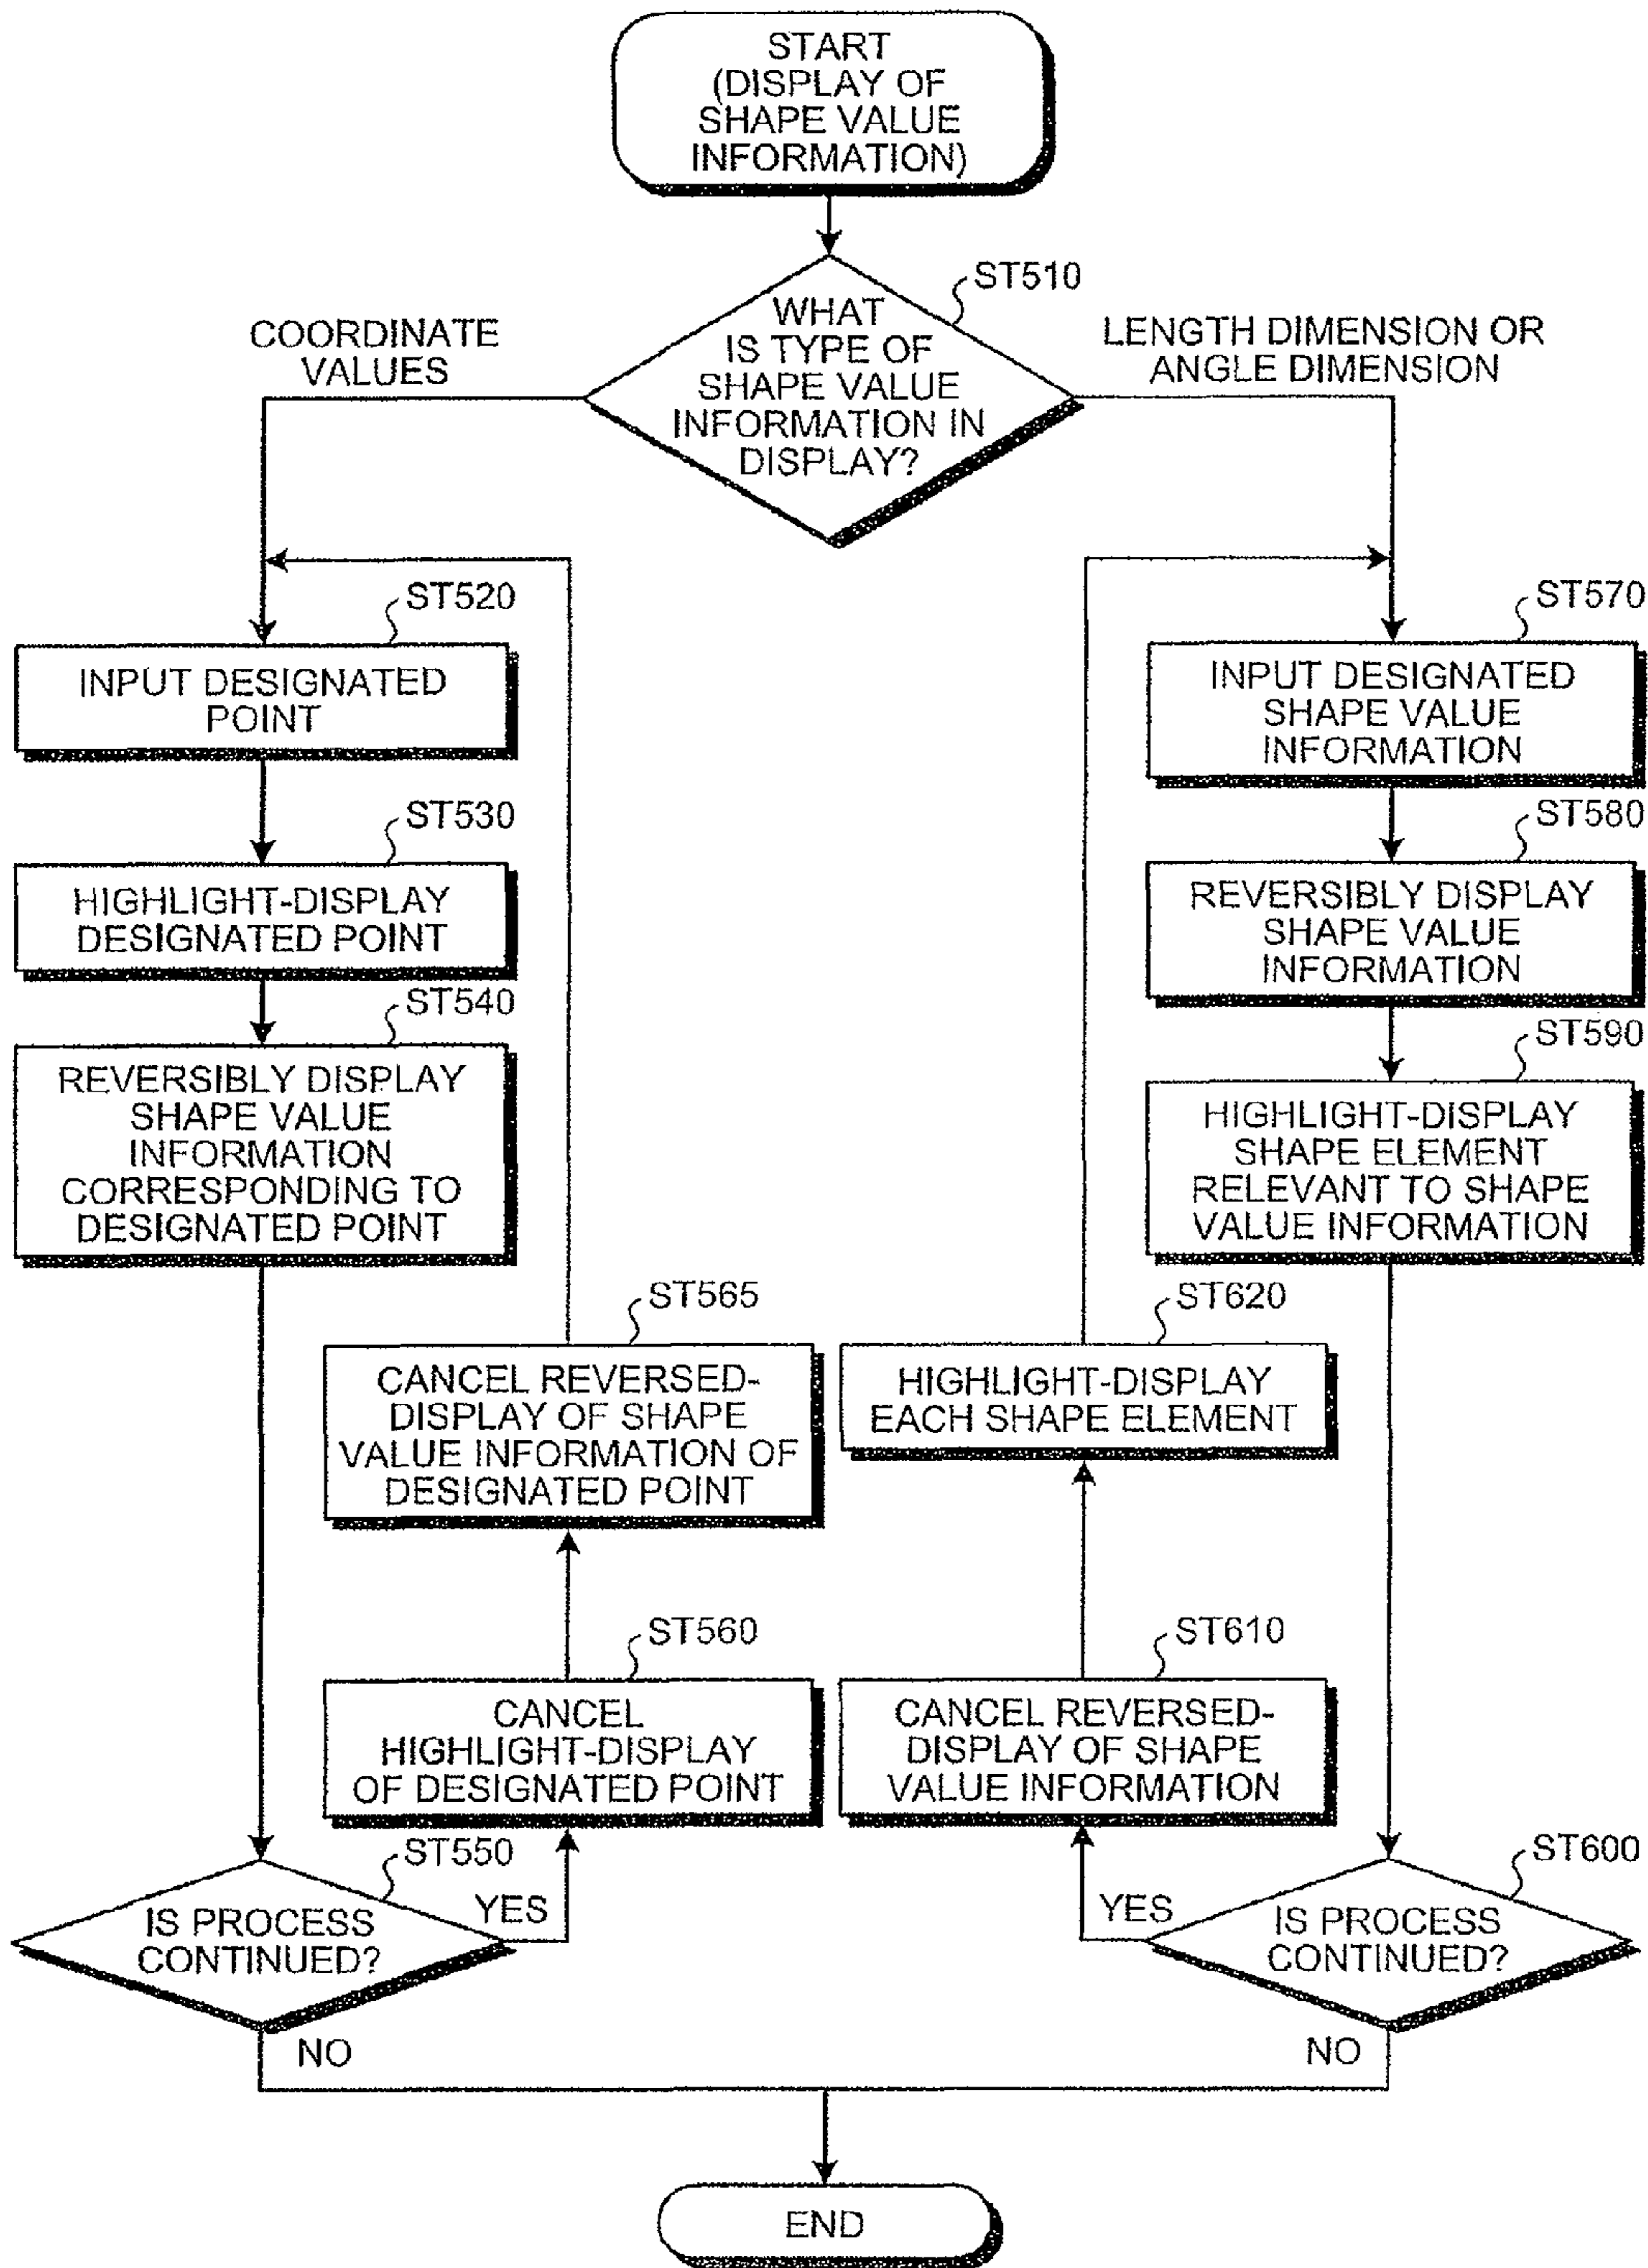 START
(DISPLAY OF
SHAPE VALUE
INFORMATION)
ST510
WHAT
IS TYPE OF
SHAPE VALUE
INFORMATION IN
DISPLAY?
COORDINATE
VALUES
LENGTH DIMENSION OR
ANGLE DIMENSION
ST520
INPUT DESIGNATED
POINT
ST530
HIGHLIGHT-DISPLAY
DESIGNATED POINT
ST540
REVERSIBLY DISPLAY
SHAPE VALUE
INFORMATION
CORRESPONDING TO
DESIGNATED POINT
ST570
INPUT DESIGNATED
SHAPE VALUE
INFORMATION
ST580
REVERSIBLY DISPLAY
SHAPE VALUE
INFORMATION
ST590
HIGHLIGHT-DISPLAY
SHAPE ELEMENT
RELEVANT TO SHAPE
VALUE INFORMATION
ST565
CANCEL REVERSED-
DISPLAY OF SHAPE
VALUE INFORMATION OF
DESIGNATED POINT
ST620
HIGHLIGHT-DISPLAY
EACH SHAPE ELEMENT
ST560
CANCEL
HIGHLIGHT-DISPLAY
OF DESIGNATED POINT
ST610
CANCEL REVERSED-
DISPLAY OF SHAPE
VALUE INFORMATION
ST550
IS PROCESS
CONTINUED?
YES
NO
ST600
IS PROCESS
CONTINUED?
YES
NO
END